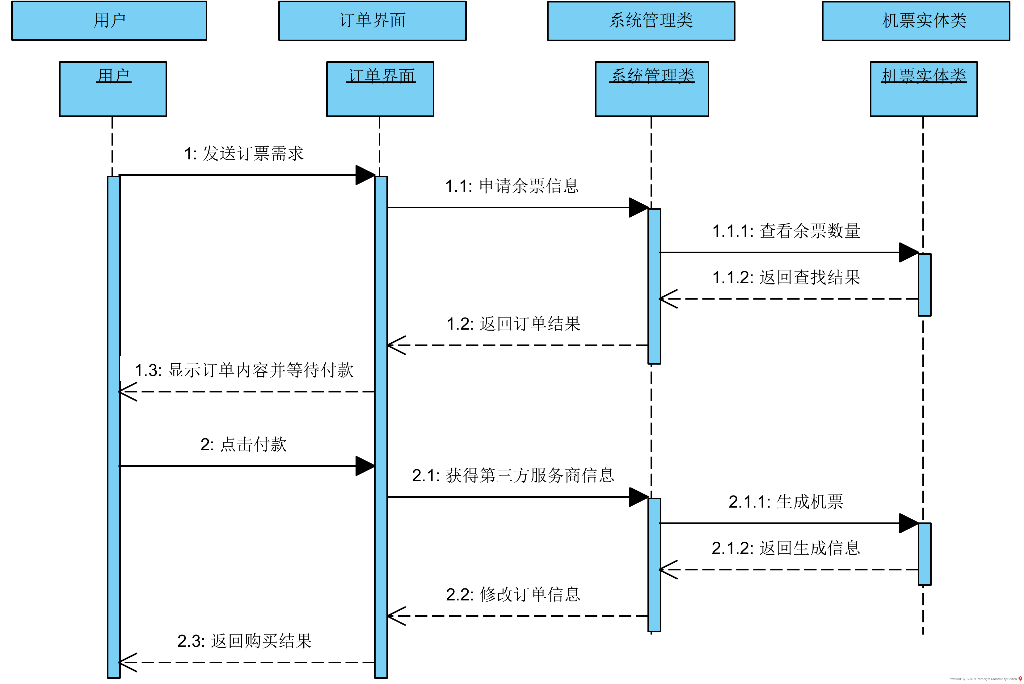 用户
订单界面
系统管理类
机票实体类
用户
订单界面
系统管理类
机票实体类
1: 发送订票需求
1.1: 申请余票信息
1.1.1: 查看余票数量
1.1.2: 返回查找结果
1.2: 返回订单结果
1.3: 显示订单内容并等待付款
2: 点击付款
2.1: 获得第三方服务商信息
2.1.1: 生成机票
2.1.2: 返回生成信息
2.2: 修改订单信息
2.3: 返回购买结果